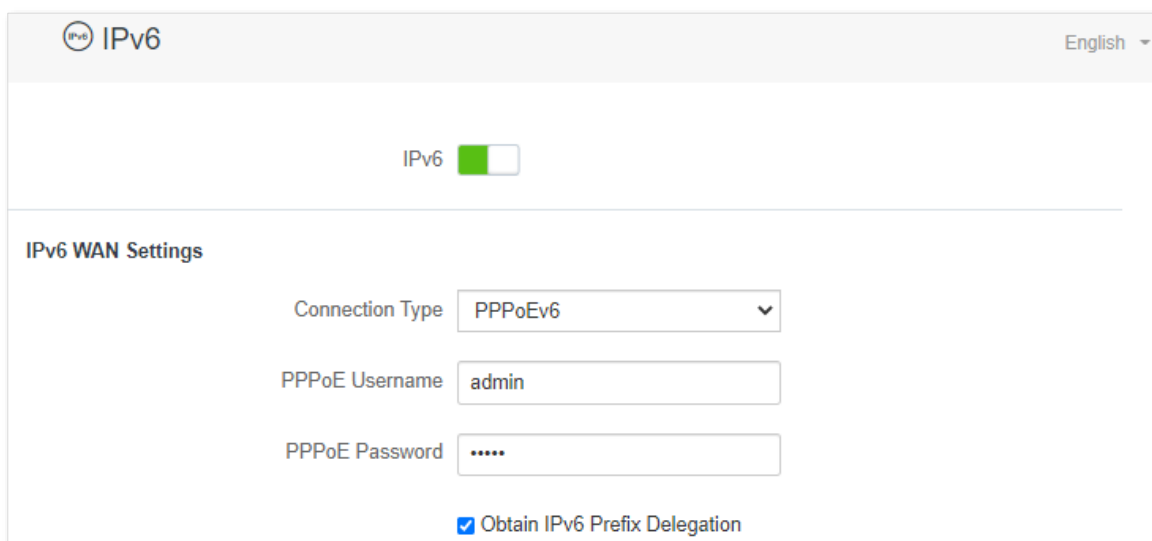 IPv6 IPv6
English
IPv6
IPv6 WAN Settings
Connection Type PPPoEv6
PPPoE Username admin
PPPoE Password •••••
Obtain IPv6 Prefix Delegation